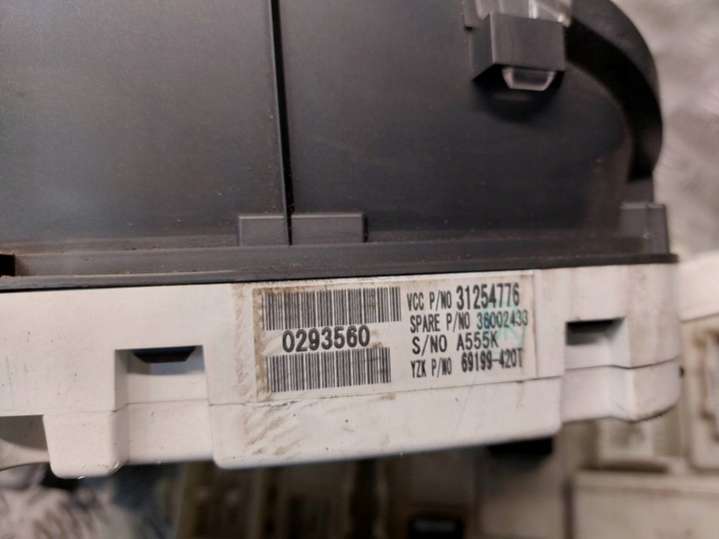 0293560
VCC P/NO 31254776
SPARE P/NO 36002433
S/NO A555K
YZK P/NO 69199-420T